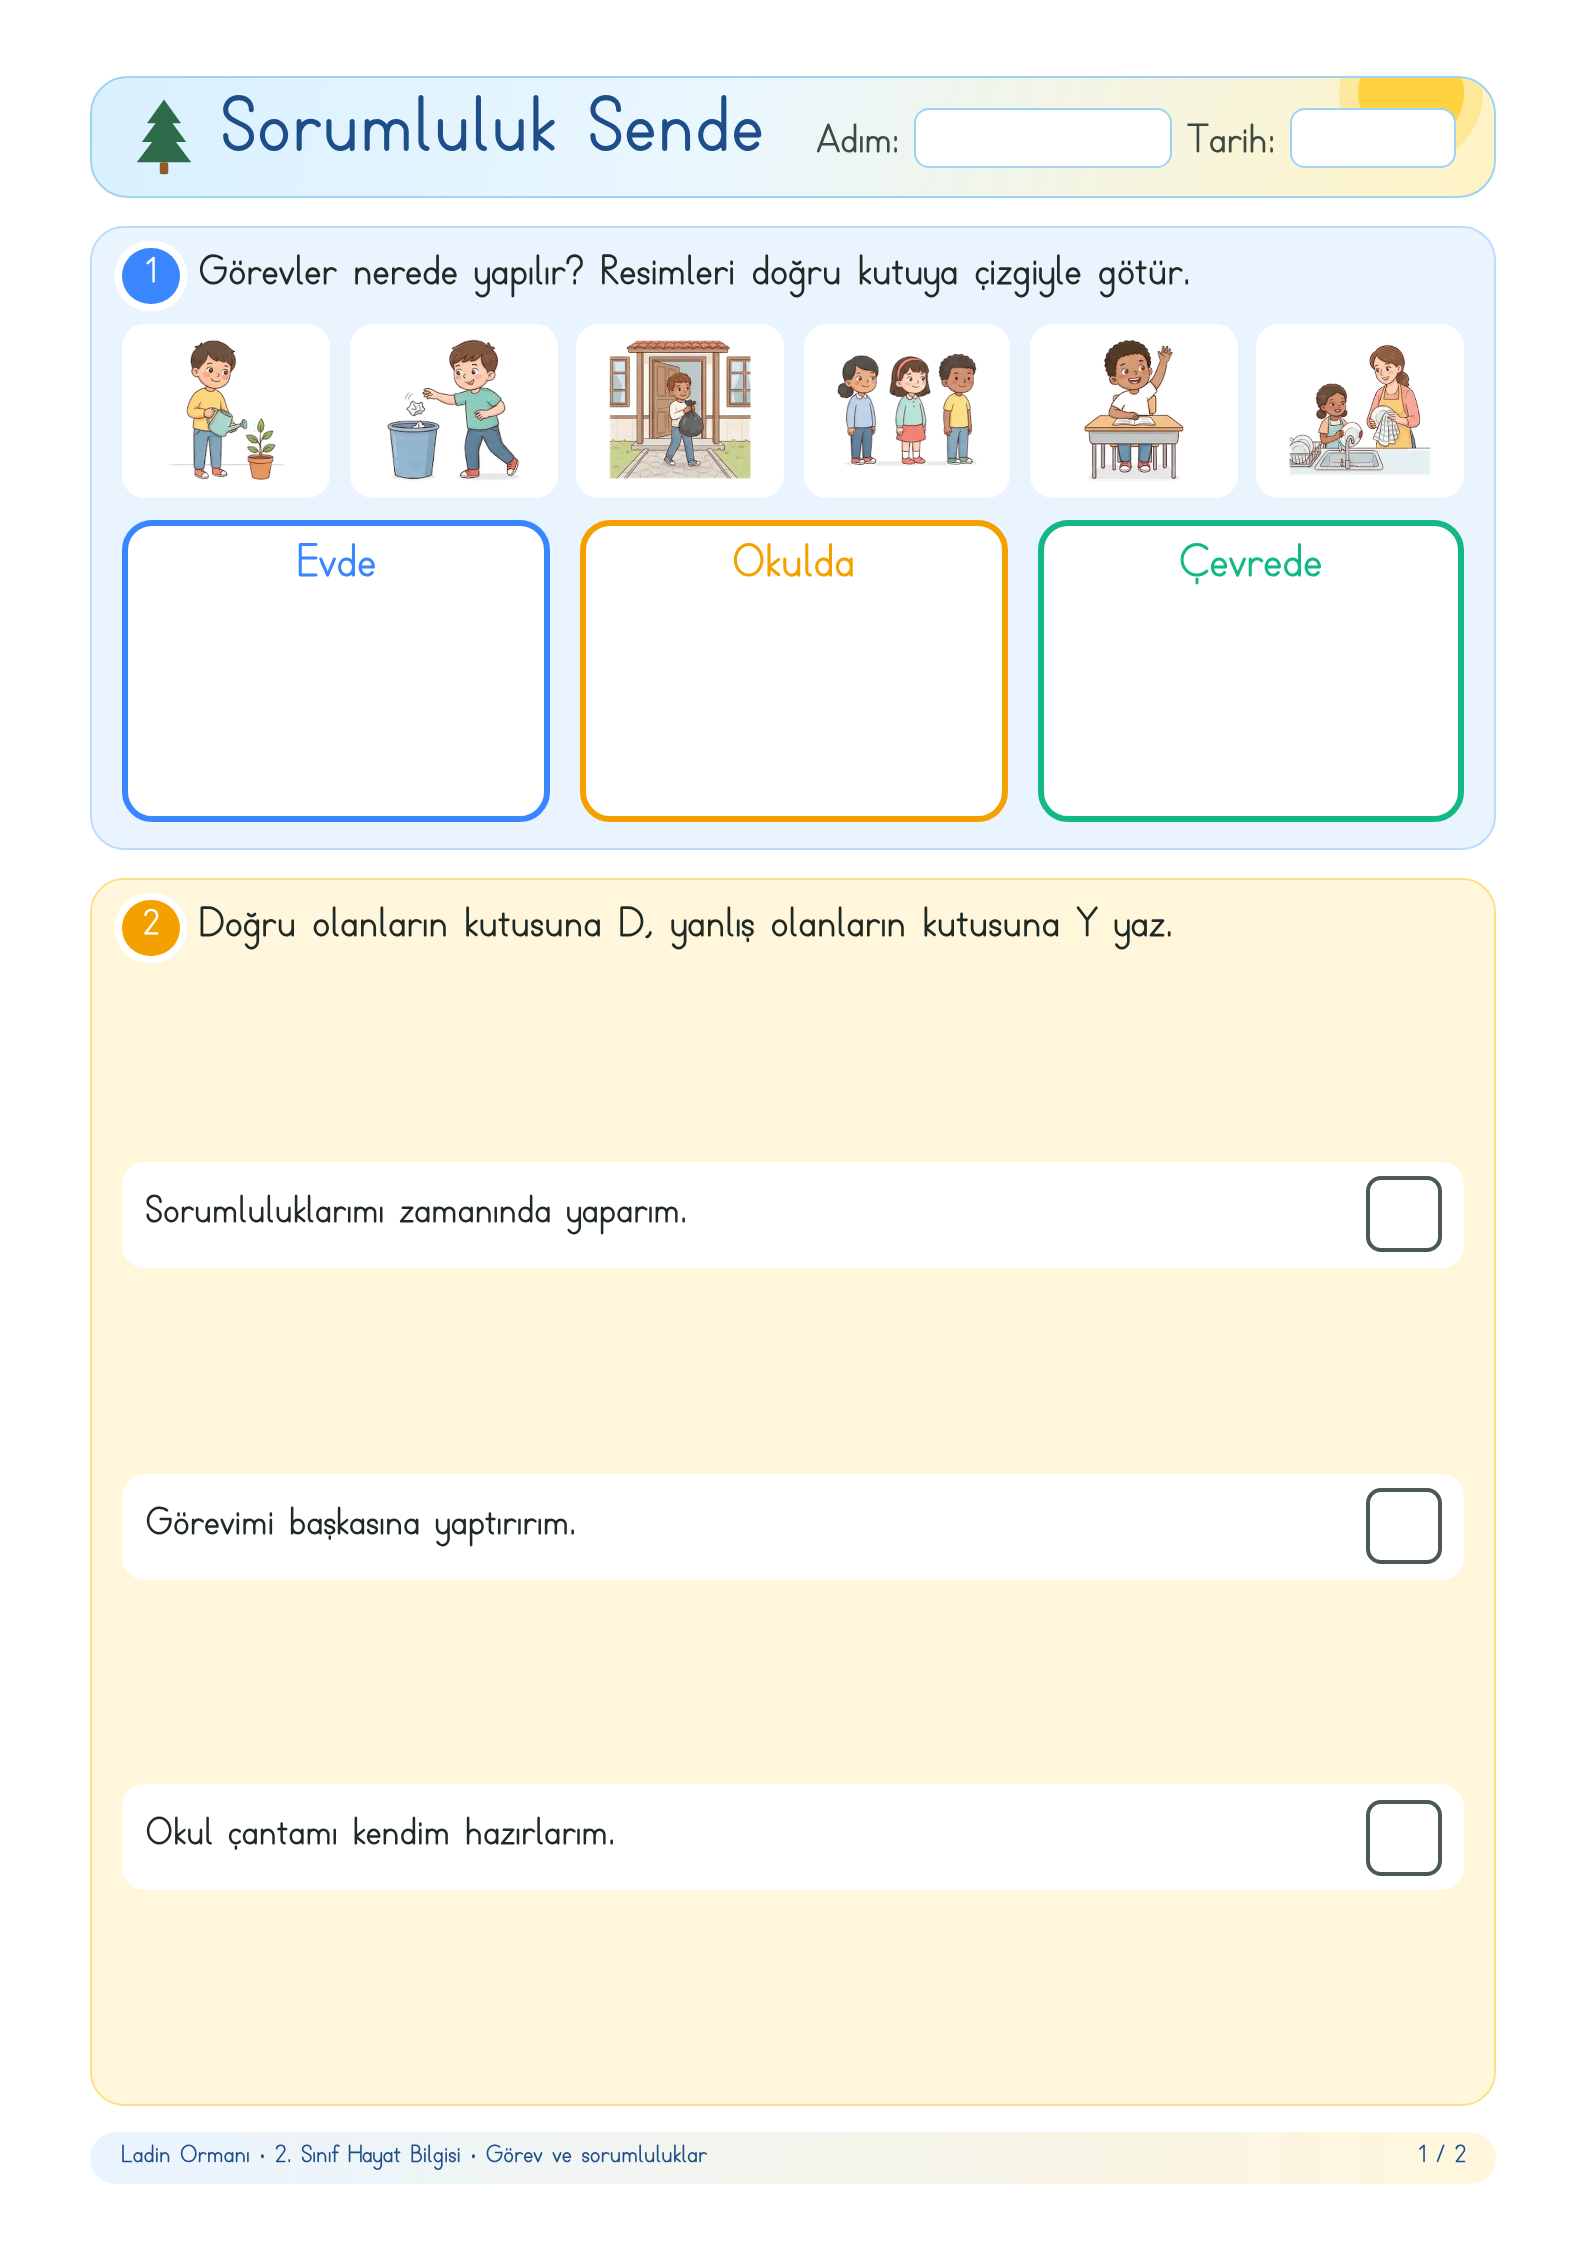 Sorumluluk Sende
Adım:
Tarih:
1
Görevler nerede yapılır? Resimleri doğru kutuya çizgiyle götür.
Evde
Okulda
Çevrede
2
Doğru olanların kutusuna D, yanlış olanların kutusuna Y yaz.
Sorumluluklarımı zamanında yaparım.
Görevimi başkasına yaptırırım.
Okul çantamı kendim hazırlarım.
Ladin Ormanı • 2. Sınıf Hayat Bilgisi • Görev ve sorumluluklar
1 / 2